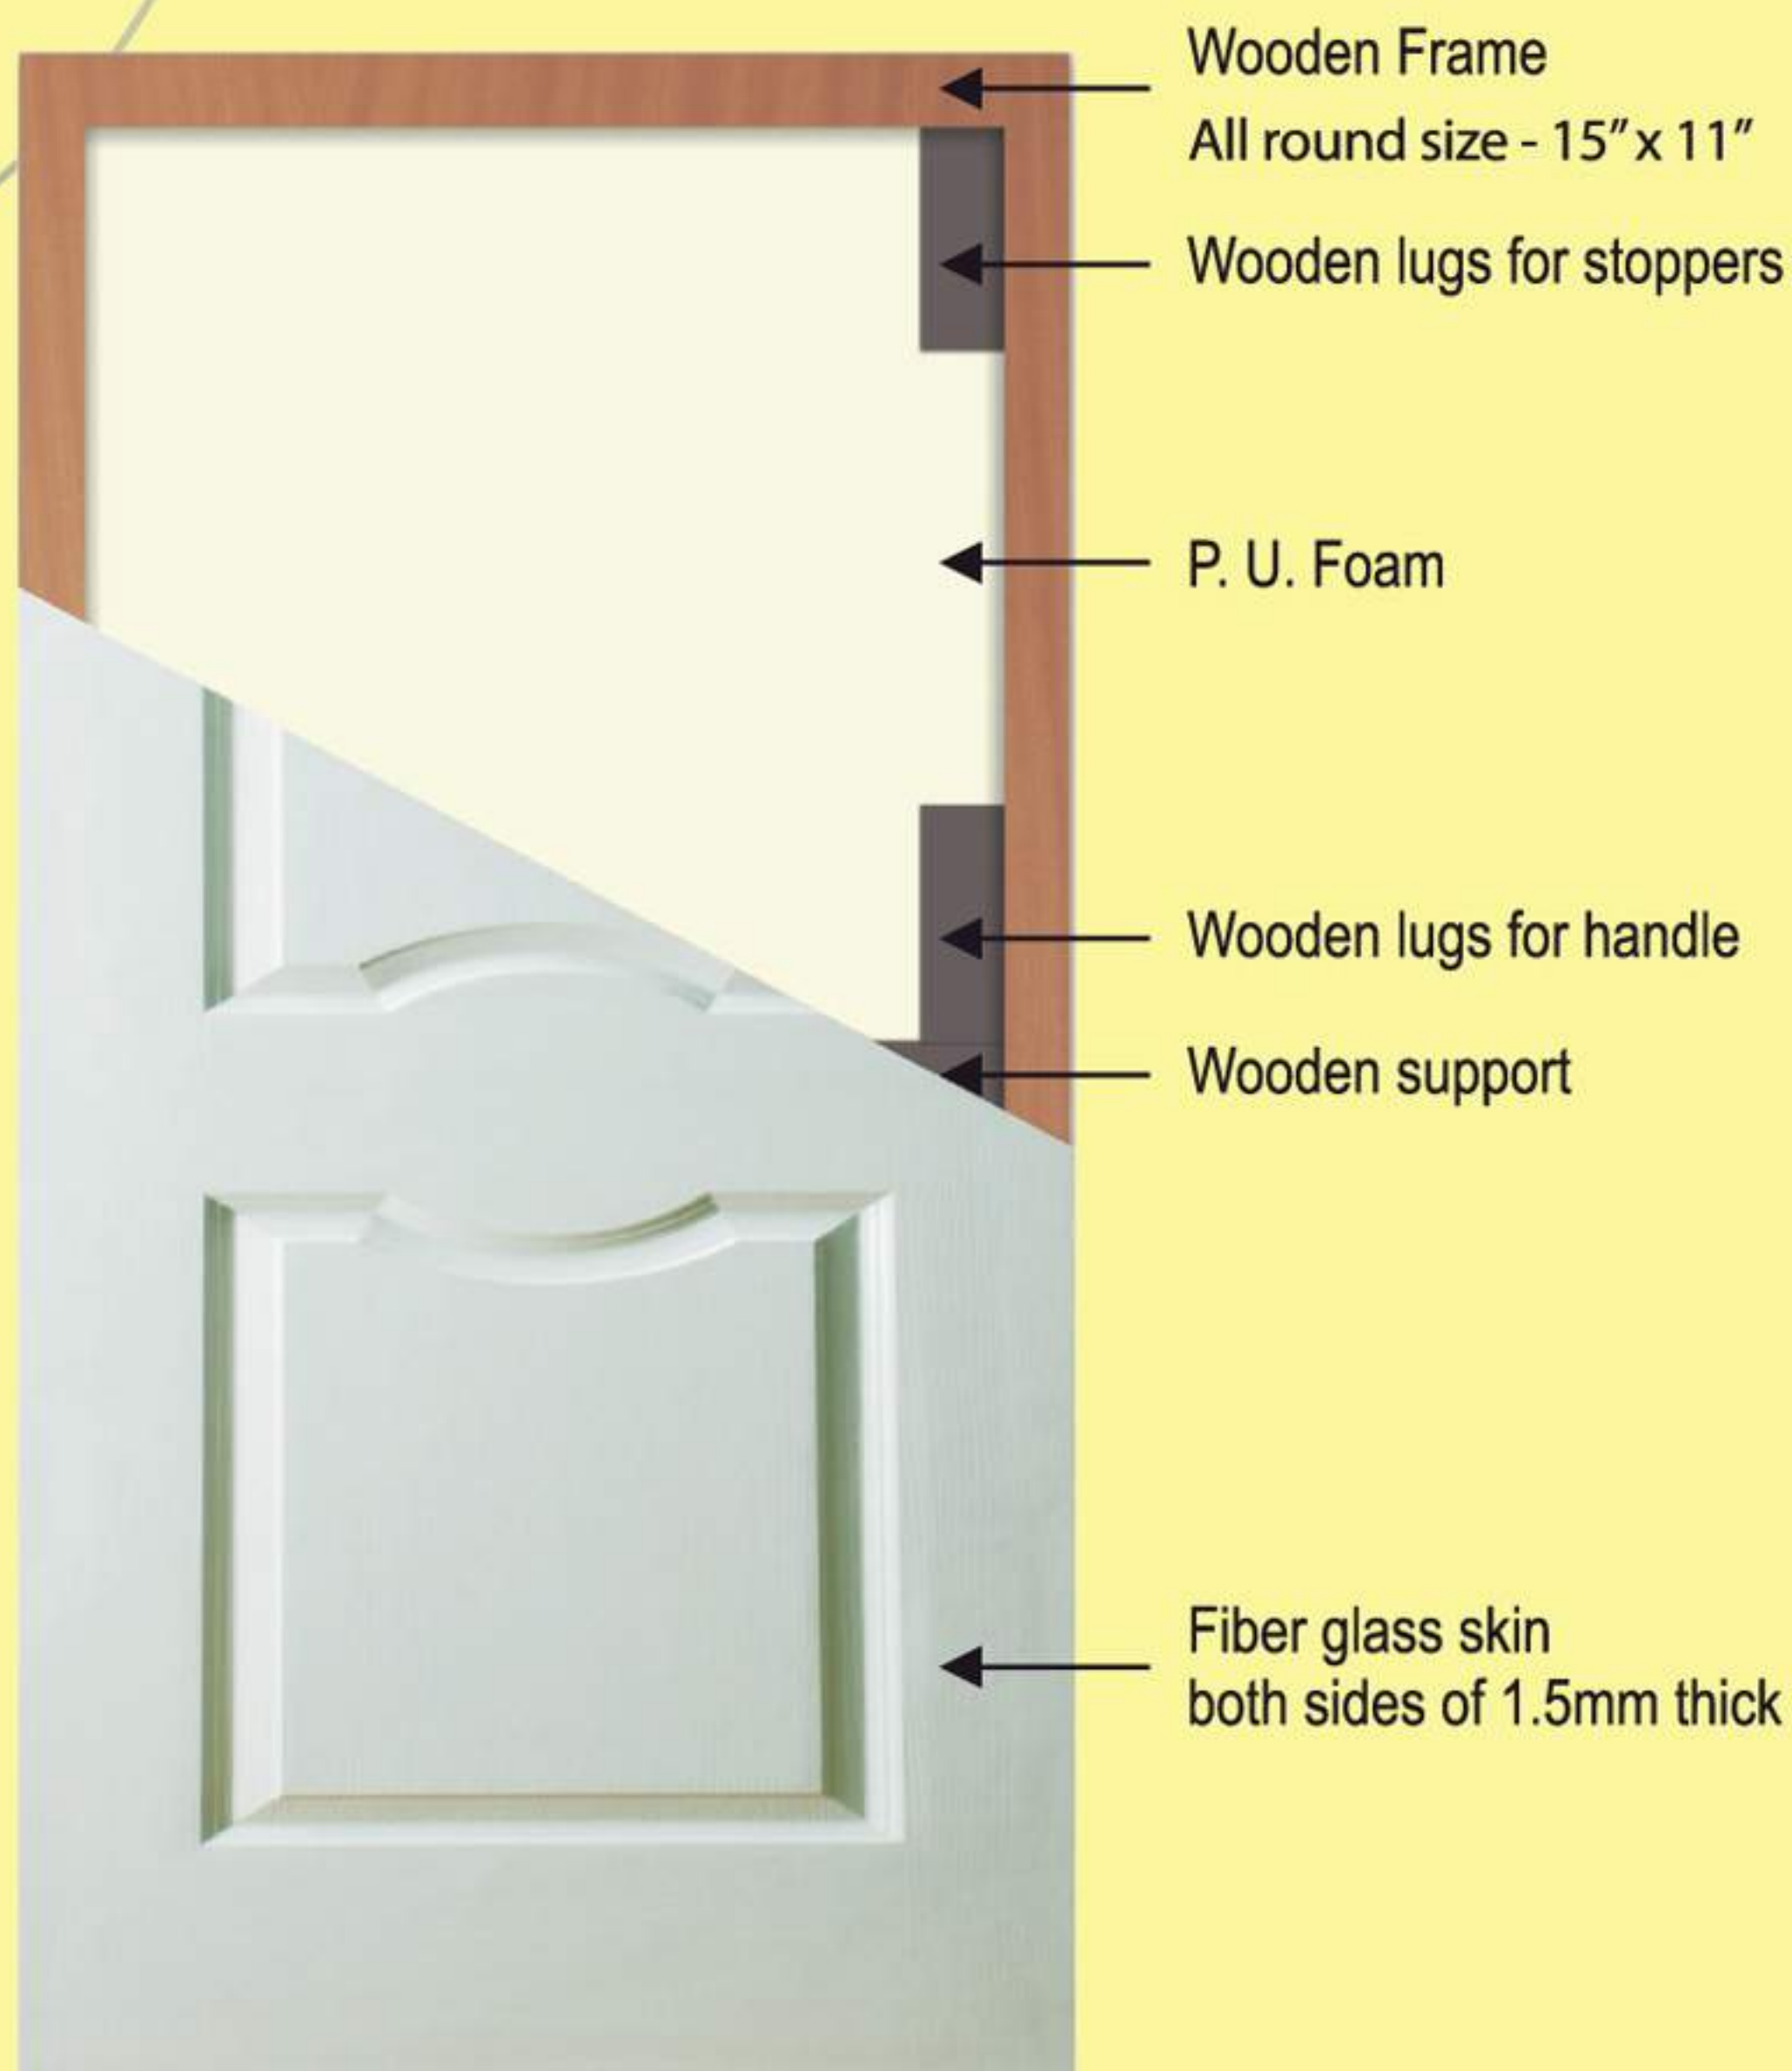 Wooden Frame
All round size - 15" x 11"
Wooden lugs for stoppers
P. U. Foam
Wooden lugs for handle
Wooden support
Fiber glass skin
both sides of 1.5mm thick